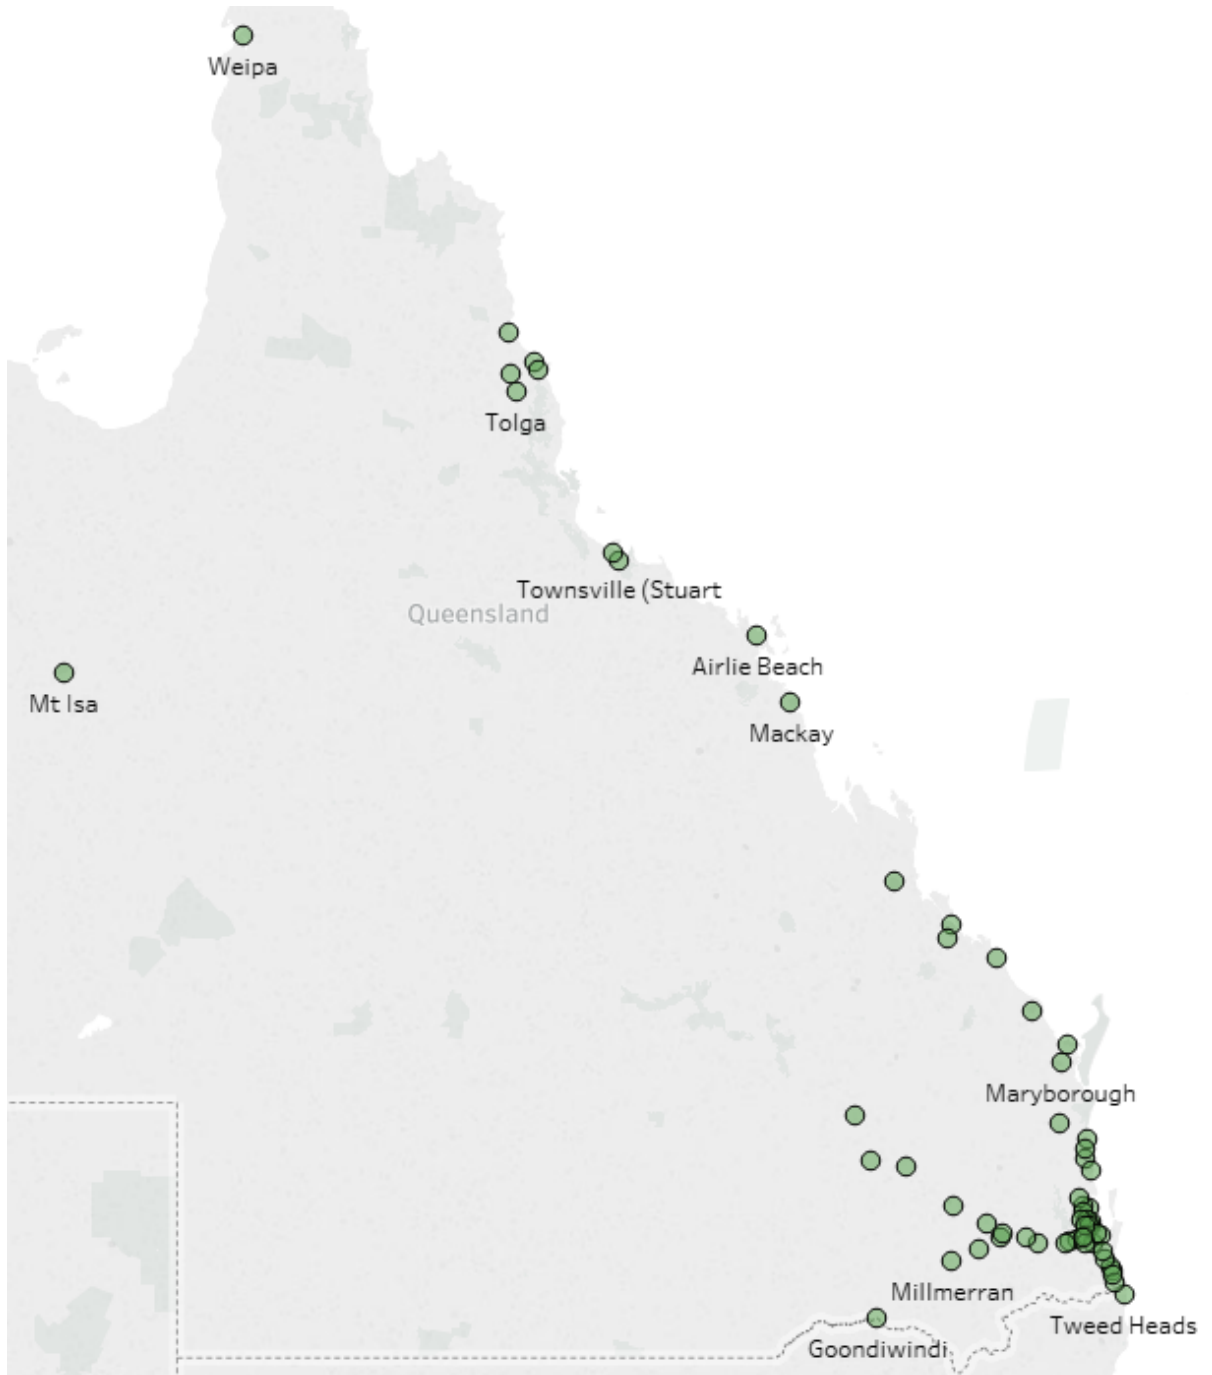 Weipa
Tolga
Townsville (Stuart
Queensland
Airlie Beach
Mt Isa
Mackay
Maryborough
Millmerran
Tweed Heads
Goondiwindi